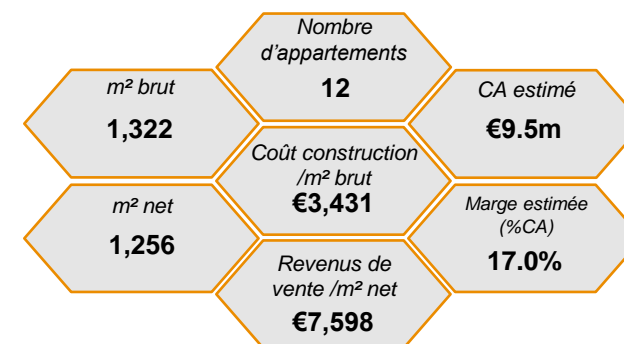 Nombre
d'appartements
12
m² brut
1,322
CA estimé
€9.5m
Coût construction
/m² brut
€3,431
m² net
1,256
Marge estimée
(%CA)
17.0%
Revenus de
vente /m² net
€7,598